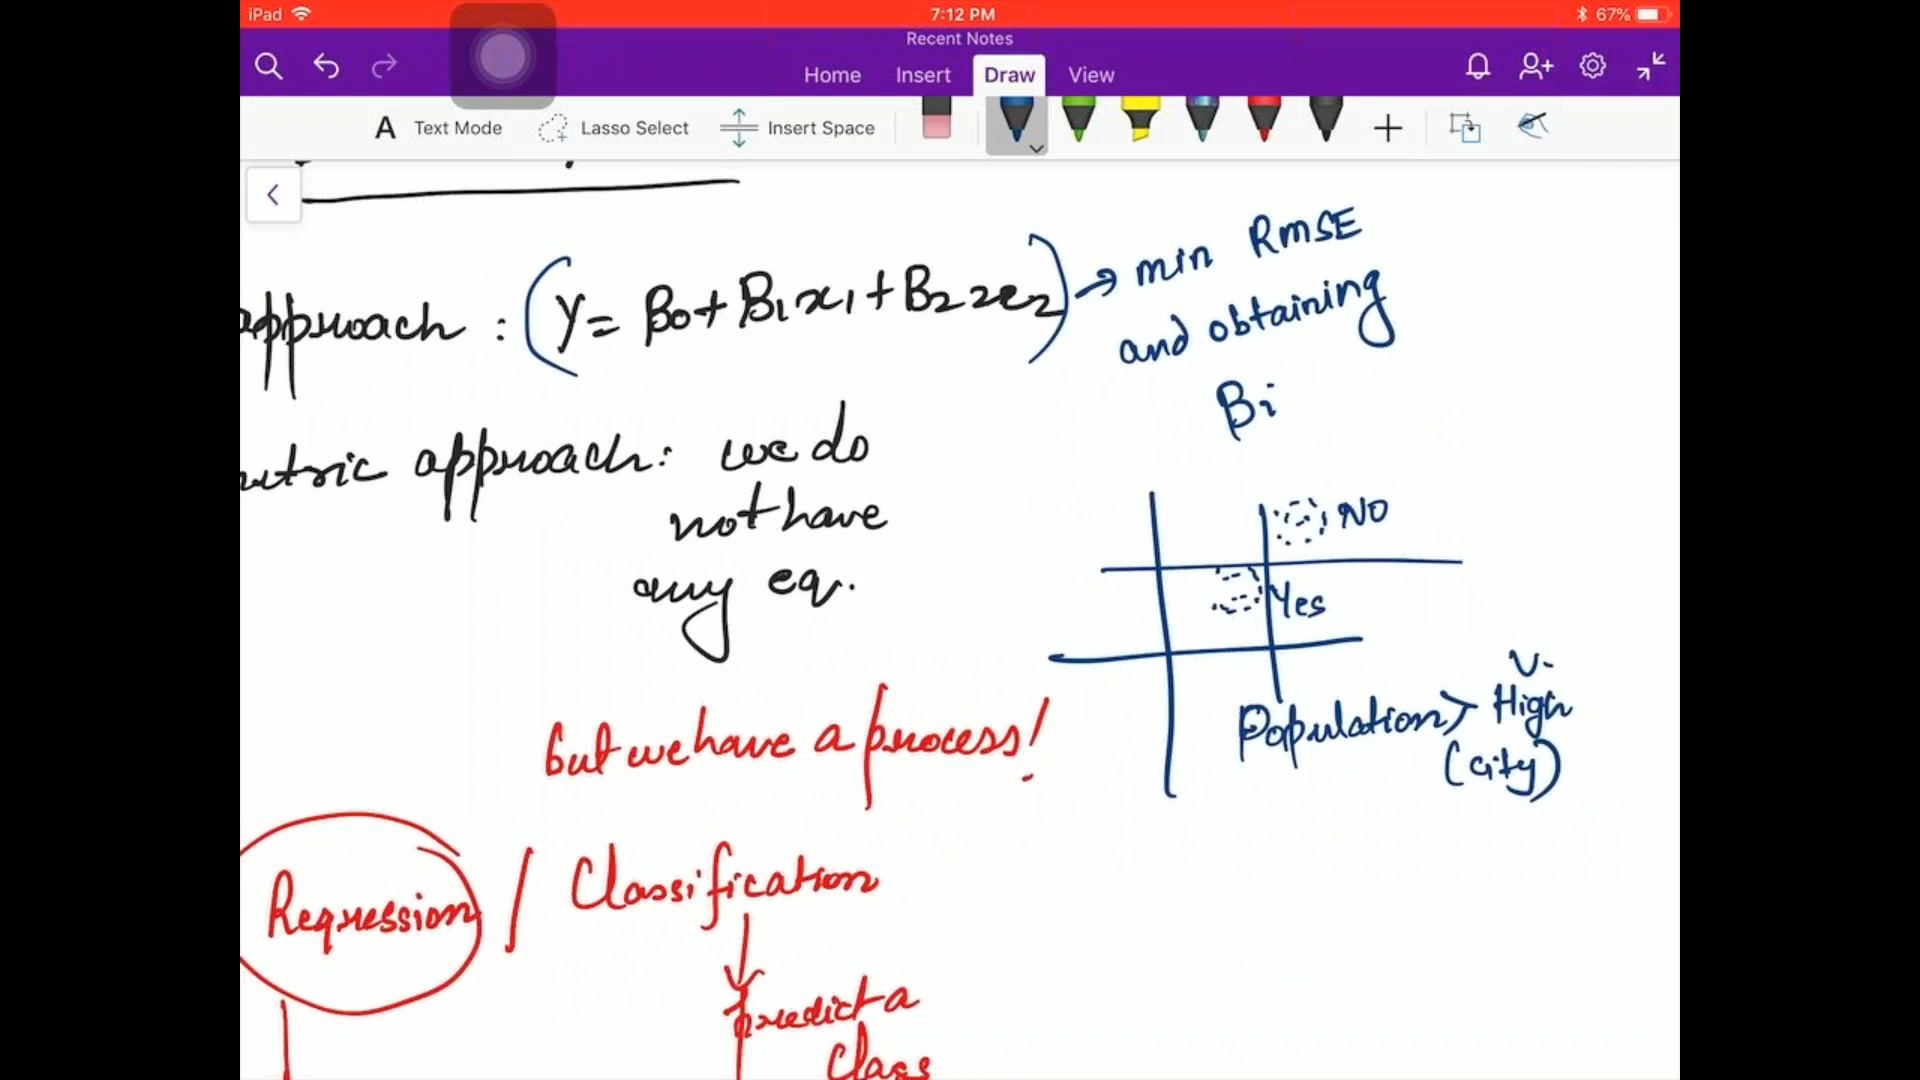 iPad
7:12 PM
67%
Recent Notes
Home Insert Draw View
A Text Mode Lasso Select Insert Space
approach : (Y = B0 + B1x1 + B2x2) → min RMSE
and obtaining
Bi
metric approach: we do
not have
any eq.
NO
Yes
but we have a process!
Population > V. High
(city)
Regression / Classification
predict a
class